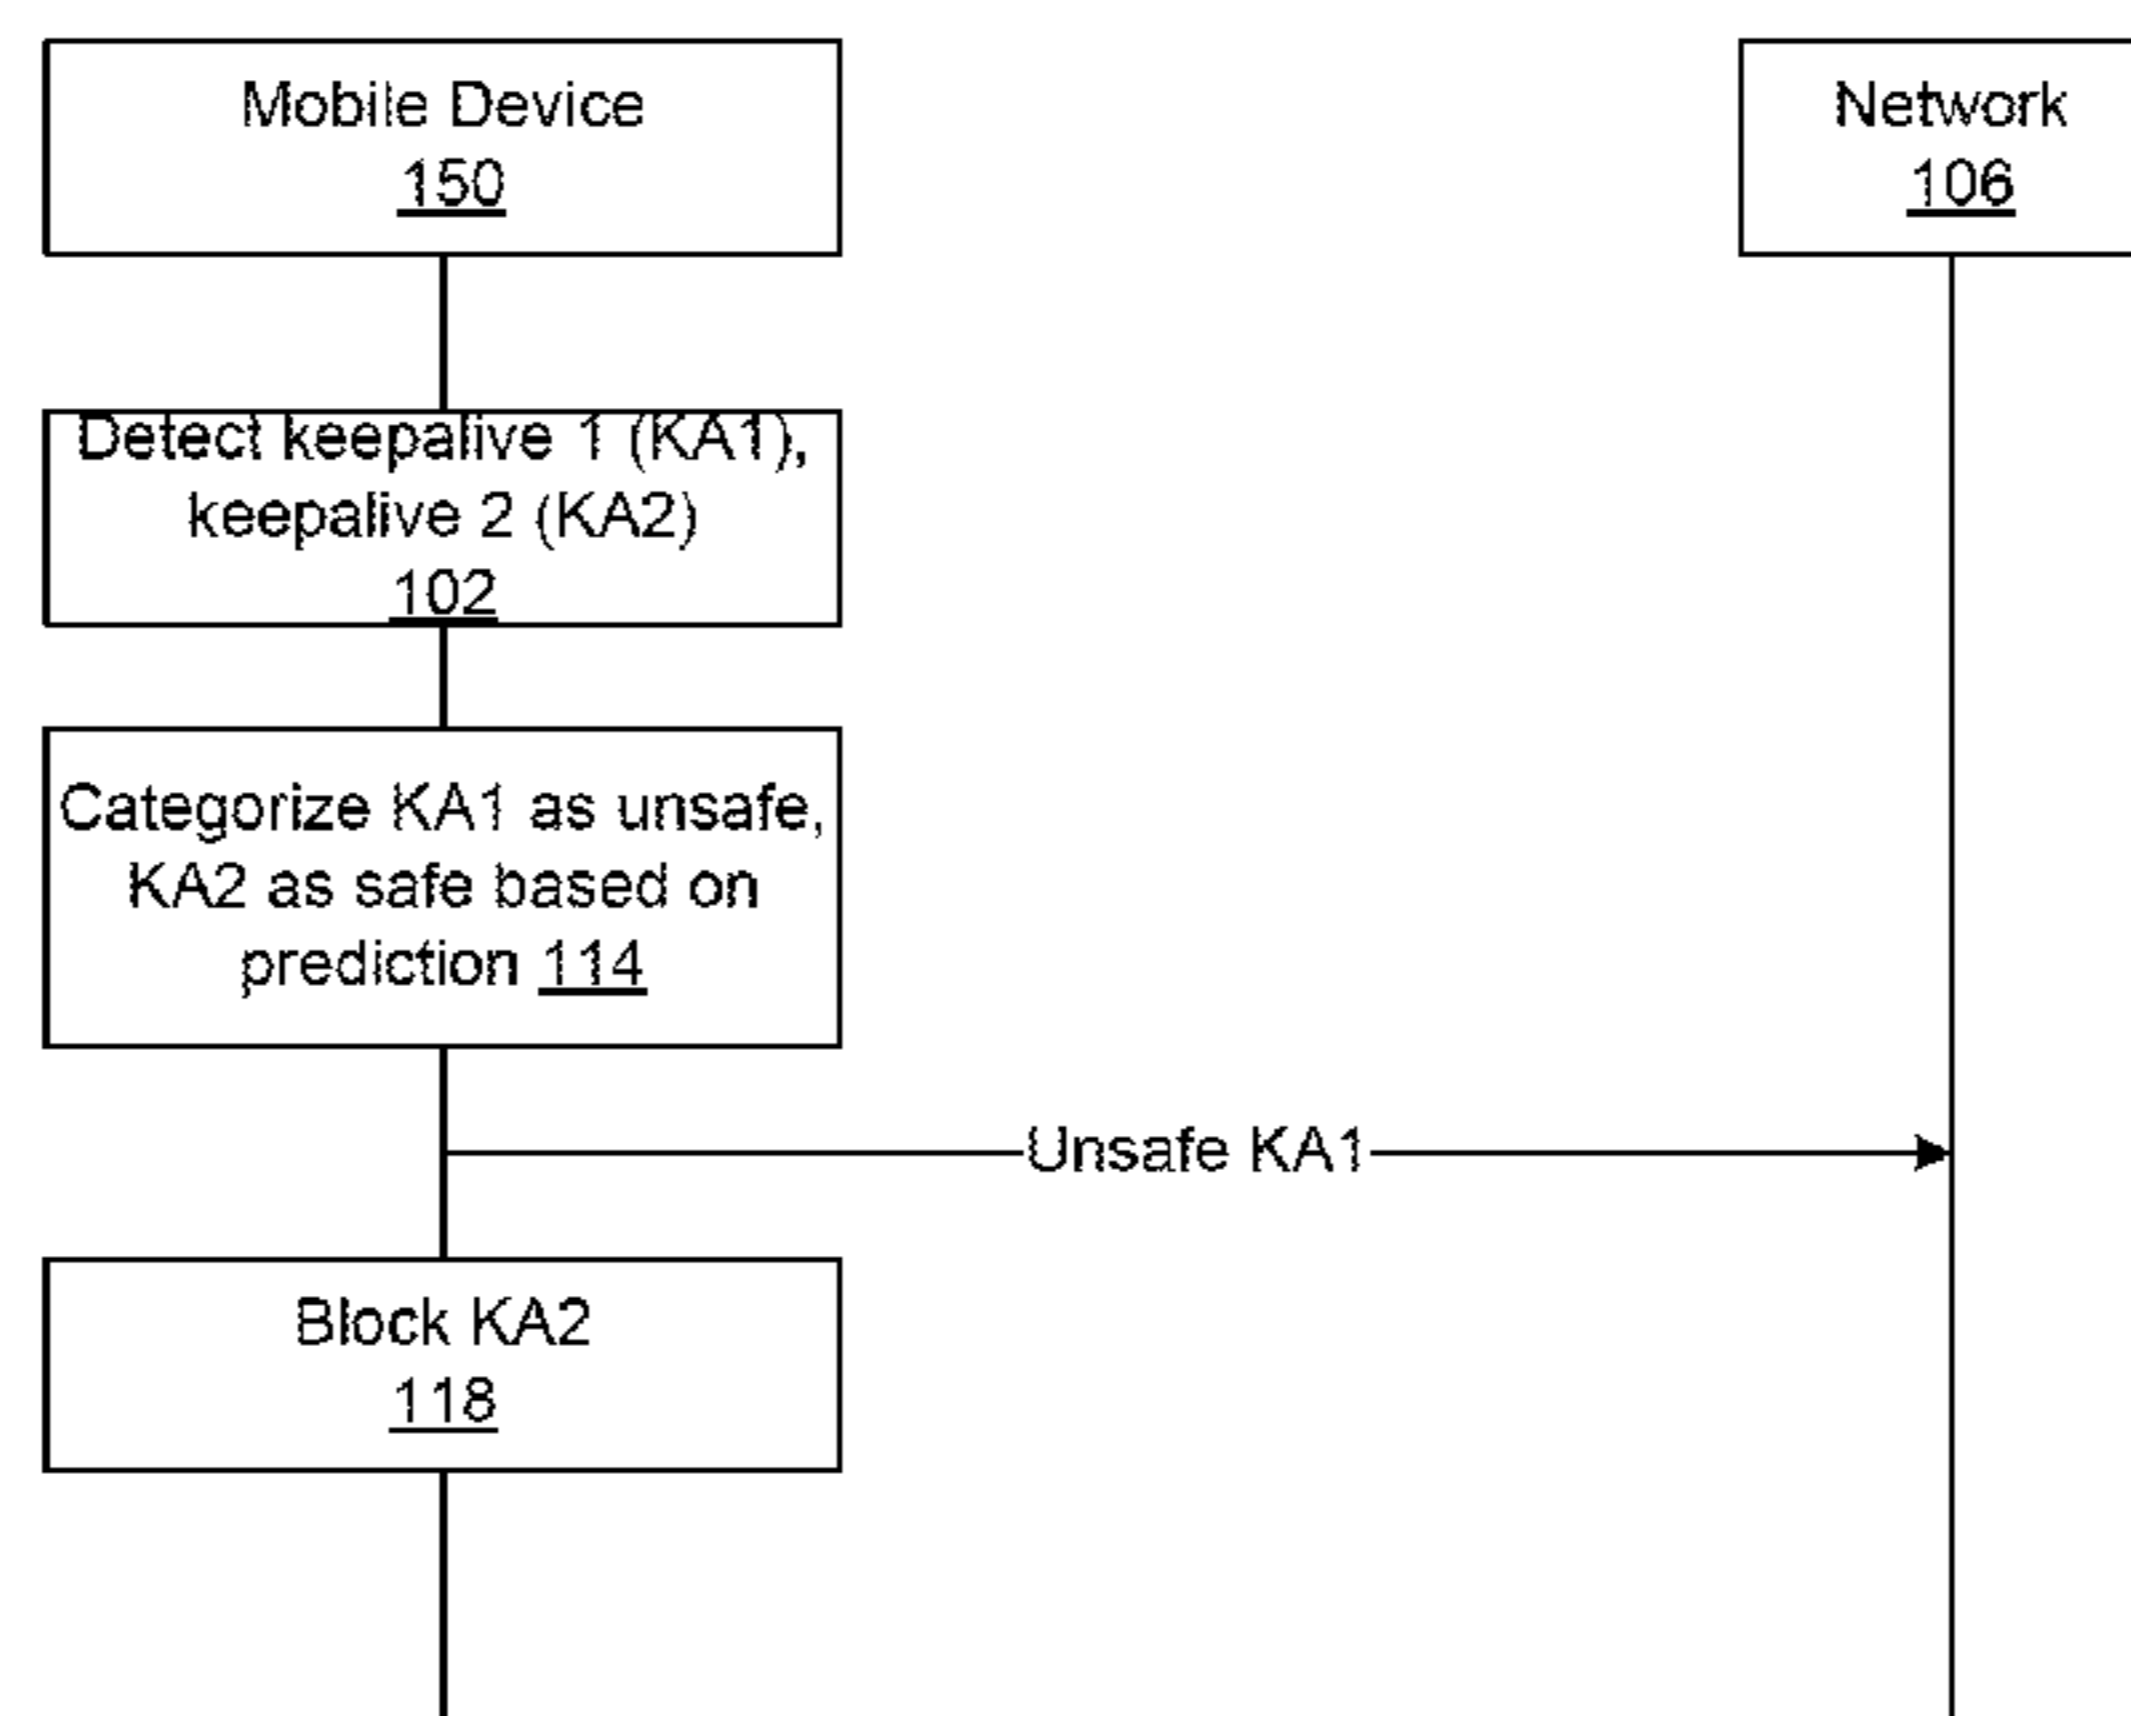 Mobile Device
150
Network
106
Detect keepalive 1 (KA1),
keepalive 2 (KA2)
102
Categorize KA1 as unsafe,
KA2 as safe based on
prediction 114
Unsafe KA1
Block KA2
118